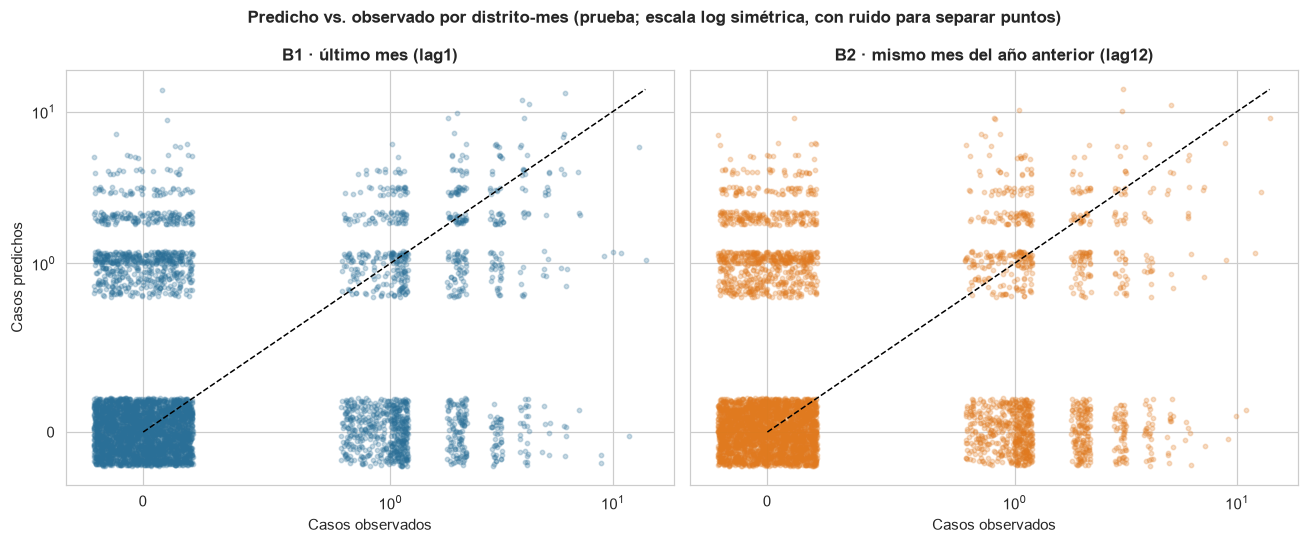 Predicho vs. observado por distrito-mes (prueba; escala log simétrica, con ruido para separar puntos)
B1 · último mes (lag1)
B2 · mismo mes del año anterior (lag12)
Casos predichos
10¹
10⁰
0
0
10⁰
10¹
0
10⁰
10¹
Casos observados
Casos observados